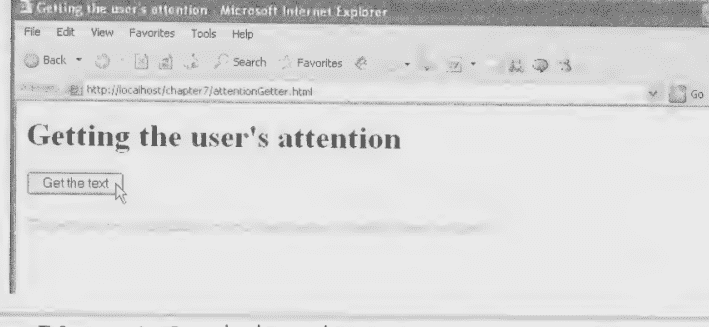 Getting the user's attention - Microsoft Internet Explorer
File Edit View Favorites Tools Help
Back Search Favorites
http://localhost/chapter7/attentionGetter.html Go
Getting the user's attention
Get the text